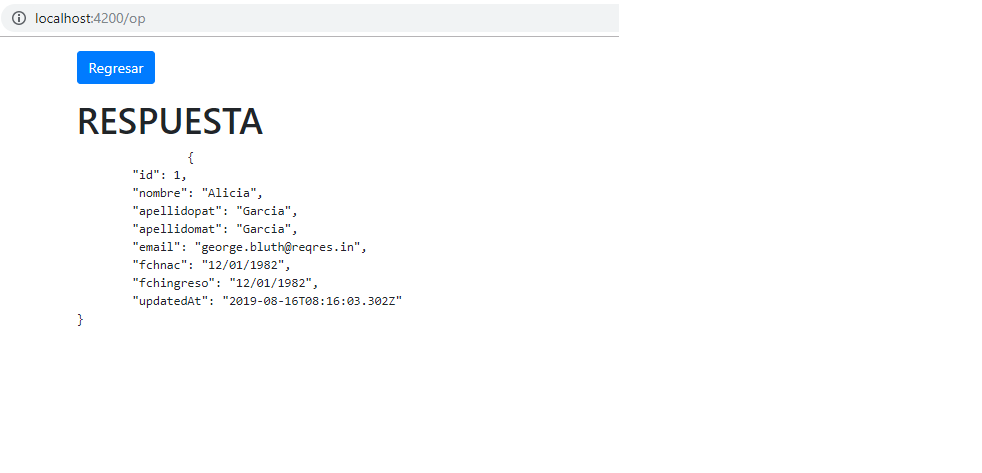 localhost:4200/op
Regresar
RESPUESTA
{
"id": 1,
"nombre": "Alicia",
"apellidopat": "Garcia",
"apellidomat": "Garcia",
"email": "george.bluth@reqres.in",
"fchnac": "12/01/1982",
"fchingreso": "12/01/1982",
"updatedAt": "2019-08-16T08:16:03.302Z"
}